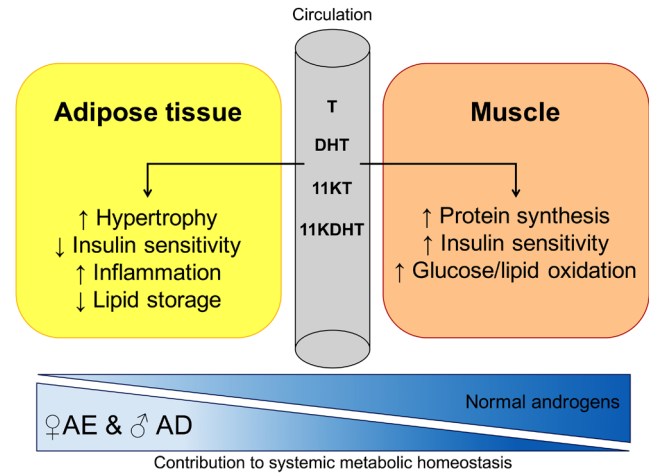 Circulation
Adipose tissue
↑ Hypertrophy
↓ Insulin sensitivity
↑ Inflammation
↓ Lipid storage
T
DHT
11KT
11KDHT
Muscle
↑ Protein synthesis
↑ Insulin sensitivity
↑ Glucose/lipid oxidation
Normal androgens
♀AE & ♂ AD
Contribution to systemic metabolic homeostasis